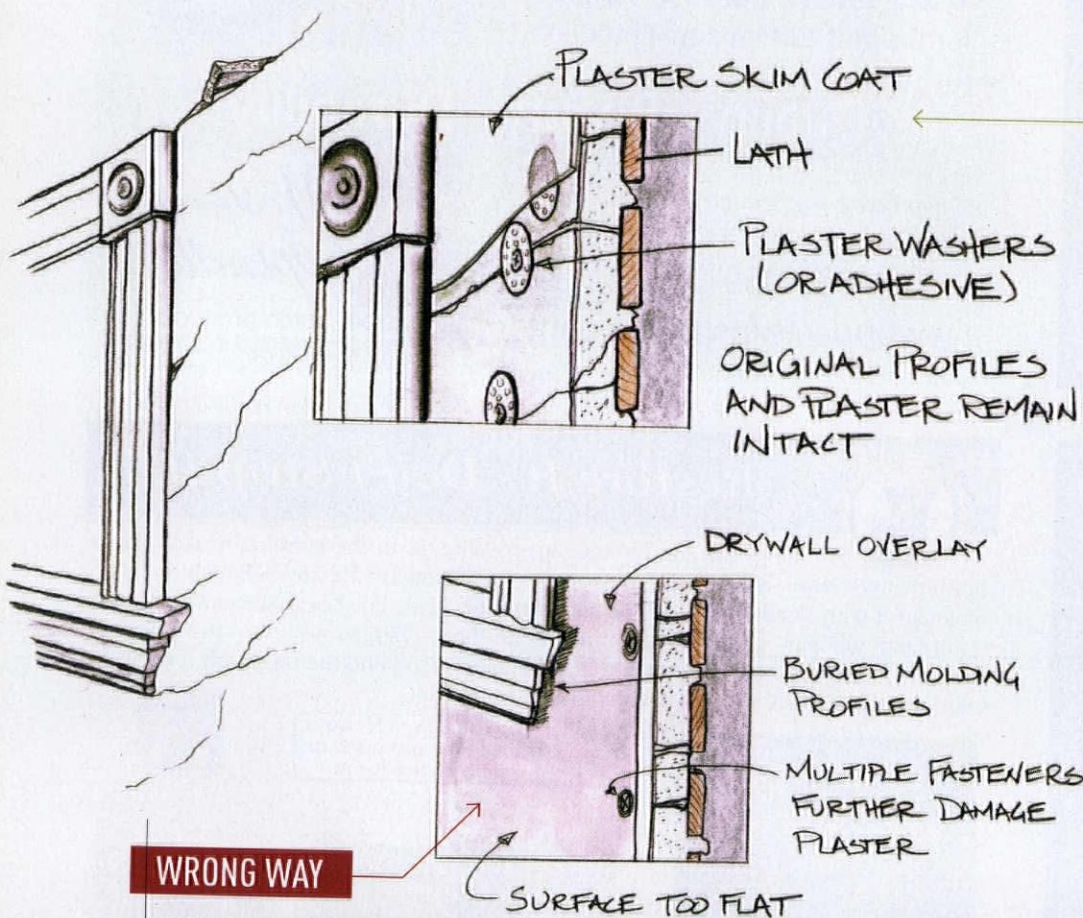 PLASTER SKIM COAT
LATH
PLASTER WASHERS
(OR ADHESIVE)
ORIGINAL PROFILES
AND PLASTER REMAIN
INTACT
DRYWALL OVERLAY
BURIED MOLDING
PROFILES
MULTIPLE FASTENERS
FURTHER DAMAGE
PLASTER
WRONG WAY
SURFACE TOO FLAT